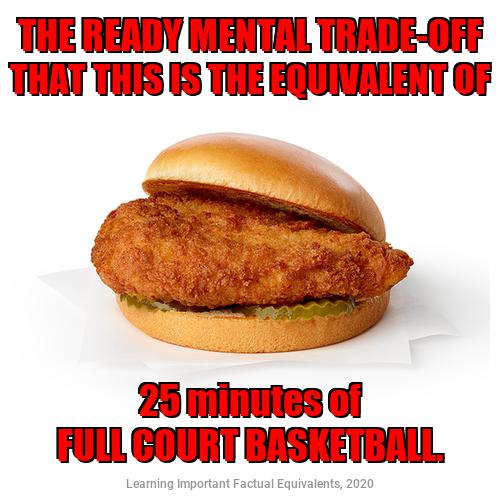 THE READY MENTAL TRADE-OFF
THAT THIS IS THE EQUIVALENT OF
25 minutes of
FULL COURT BASKETBALL.
Learning Important Factual Equivalents, 2020